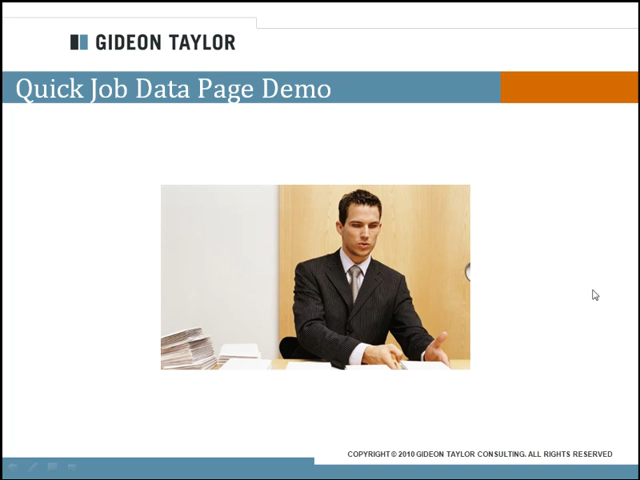 GIDEON TAYLOR
Quick Job Data Page Demo
COPYRIGHT © 2010 GIDEON TAYLOR CONSULTING. ALL RIGHTS RESERVED